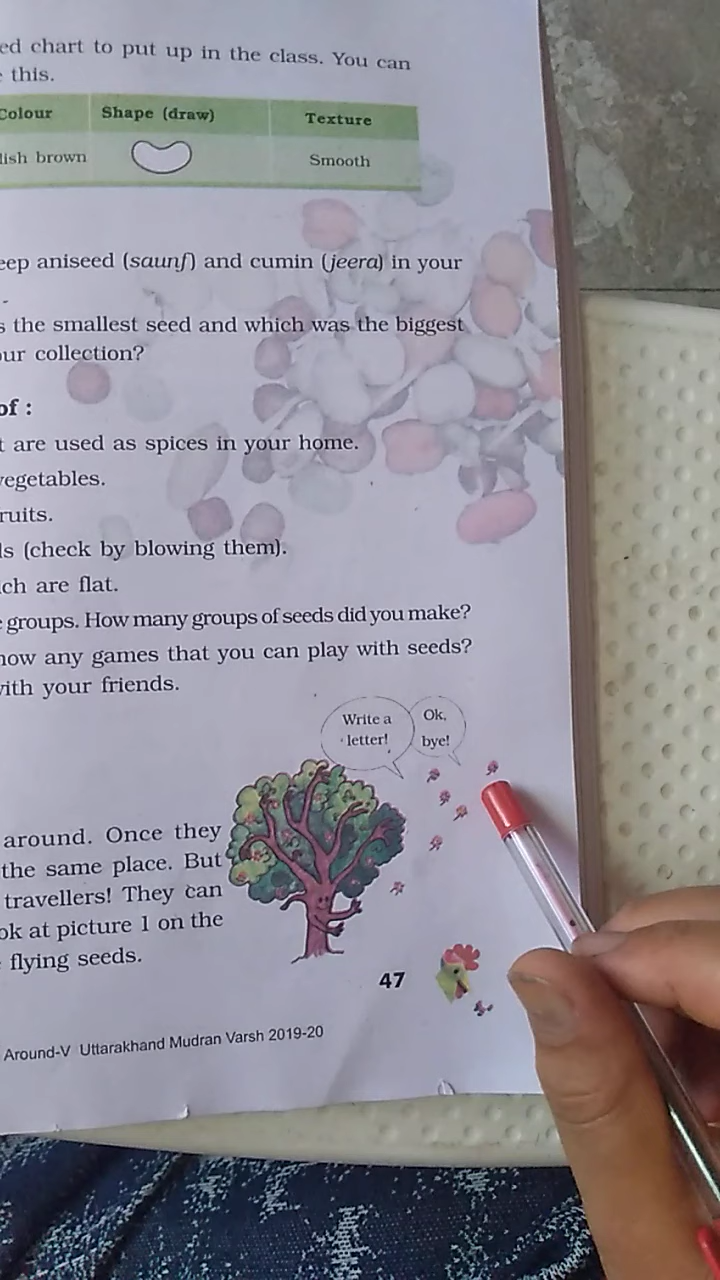 ed chart to put up in the class. You can
this.
Colour Shape (draw) Texture
lish brown Smooth
eep aniseed (saunf) and cumin (jeera) in your
s the smallest seed and which was the biggest
our collection?
of :
t are used as spices in your home.
vegetables.
ruits.
ls (check by blowing them).
ch are flat.
groups. How many groups of seeds did you make?
now any games that you can play with seeds?
with your friends.
Write a
letter!
Ok,
bye!
around. Once they
the same place. But
travellers! They can
ok at picture 1 on the
flying seeds.
47
Around-V Uttarakhand Mudran Varsh 2019-20